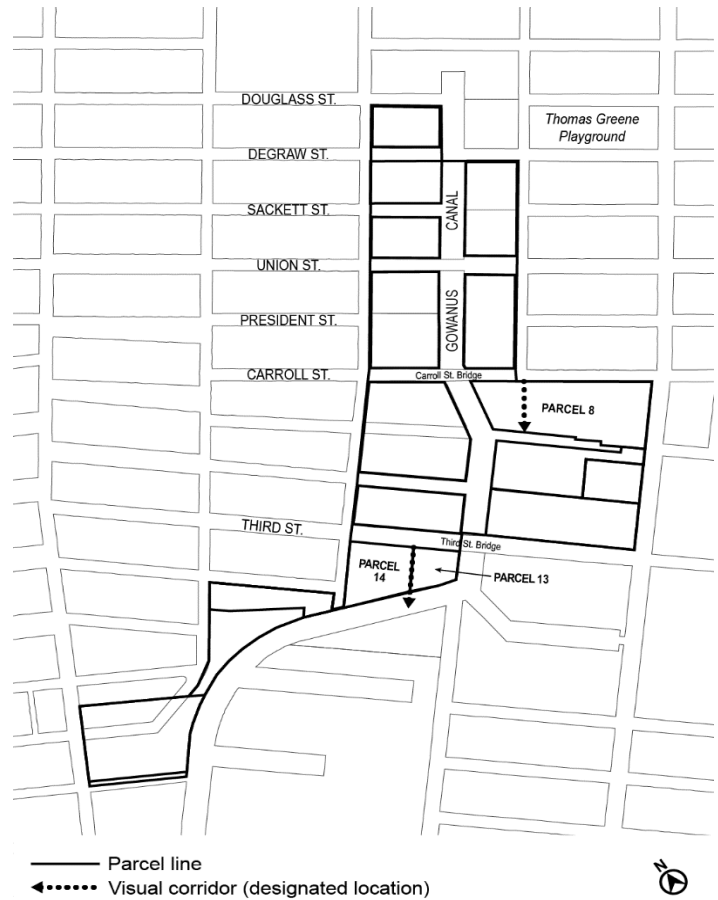 DOUGLASS ST.
Thomas Greene
Playground
DEGRAW ST.
SACKETT ST.
CANAL
UNION ST.
GOWANUS
PRESIDENT ST.
CARROLL ST.
Carroll St. Bridge
PARCEL 8
THIRD ST.
Third St. Bridge
PARCEL
14
PARCEL 13
Parcel line
Visual corridor (designated location)
N